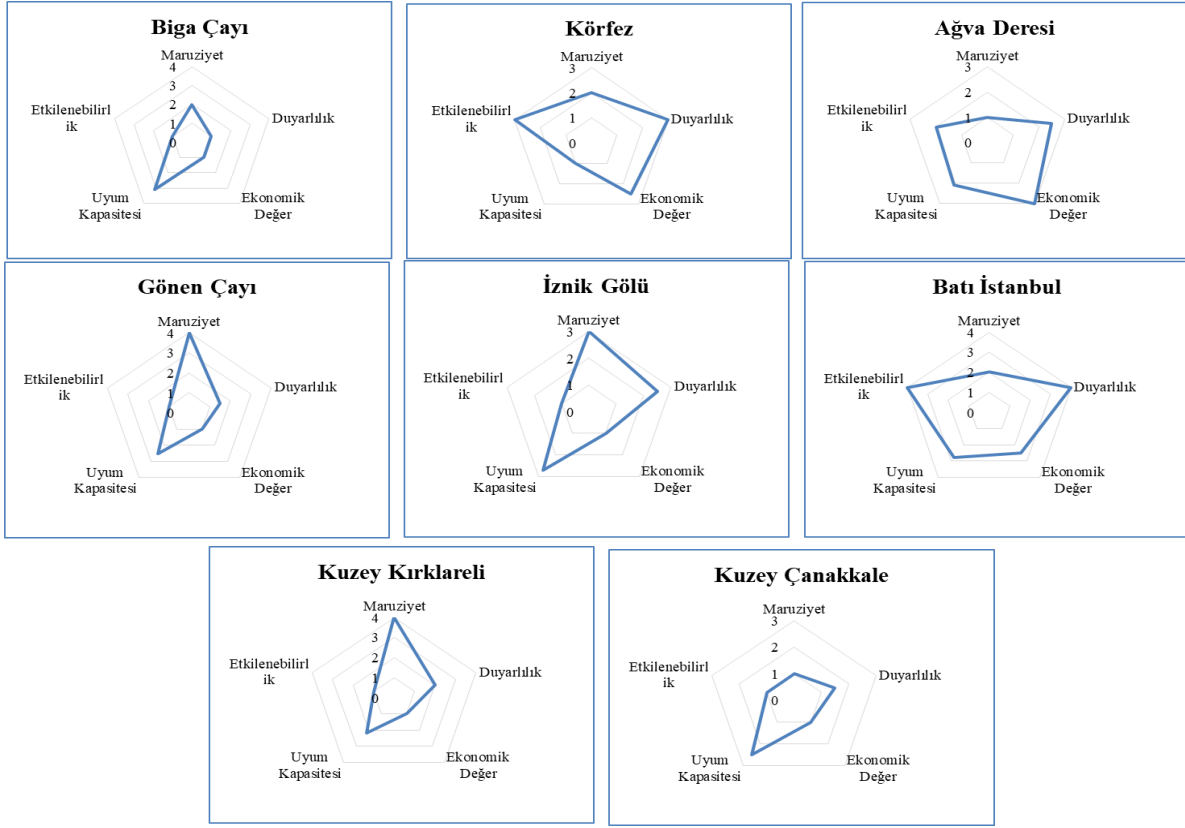 Biga Çayı
Maruziyet
4
3
2
1
0
Etkilenebilirl
ik
Duyarlılık
Uyum
Kapasitesi
Ekonomik
Değer
Körfez
Maruziyet
3
2
1
0
Etkilenebilirl
ik
Duyarlılık
Uyum
Kapasitesi
Ekonomik
Değer
Ağva Deresi
Maruziyet
3
2
1
0
Etkilenebilirl
ik
Duyarlılık
Uyum
Kapasitesi
Ekonomik
Değer
Gönen Çayı
Maruziyet
4
3
2
1
0
Etkilenebilirl
ik
Duyarlılık
Uyum
Kapasitesi
Ekonomik
Değer
İznik Gölü
Maruziyet
3
2
1
0
Etkilenebilirl
ik
Duyarlılık
Uyum
Kapasitesi
Ekonomik
Değer
Batı İstanbul
Maruziyet
4
3
2
1
0
Etkilenebilirl
ik
Duyarlılık
Uyum
Kapasitesi
Ekonomik
Değer
Kuzey Kırklareli
Maruziyet
4
3
2
1
0
Etkilenebilirl
ik
Duyarlılık
Uyum
Kapasitesi
Ekonomik
Değer
Kuzey Çanakkale
Maruziyet
3
2
1
0
Etkilenebilirl
ik
Duyarlılık
Uyum
Kapasitesi
Ekonomik
Değer